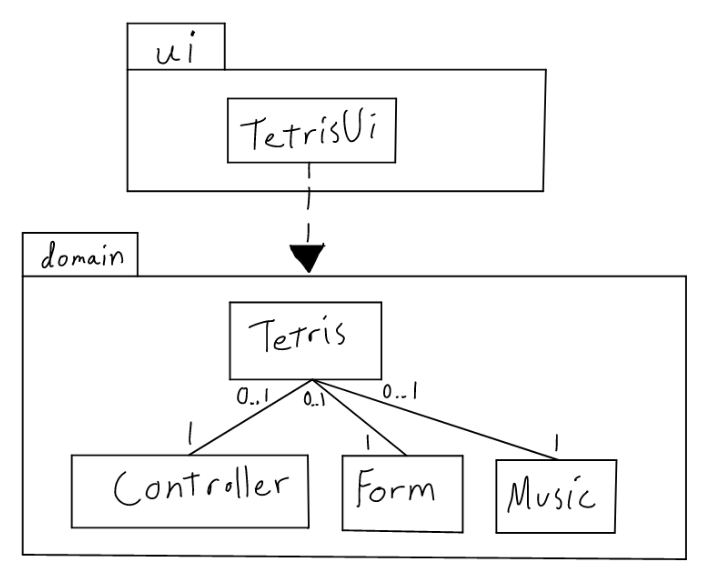 ui
TetrisUi
domain
Tetris
0..1
0..1
0..1
1
1
1
Controller
Form
Music